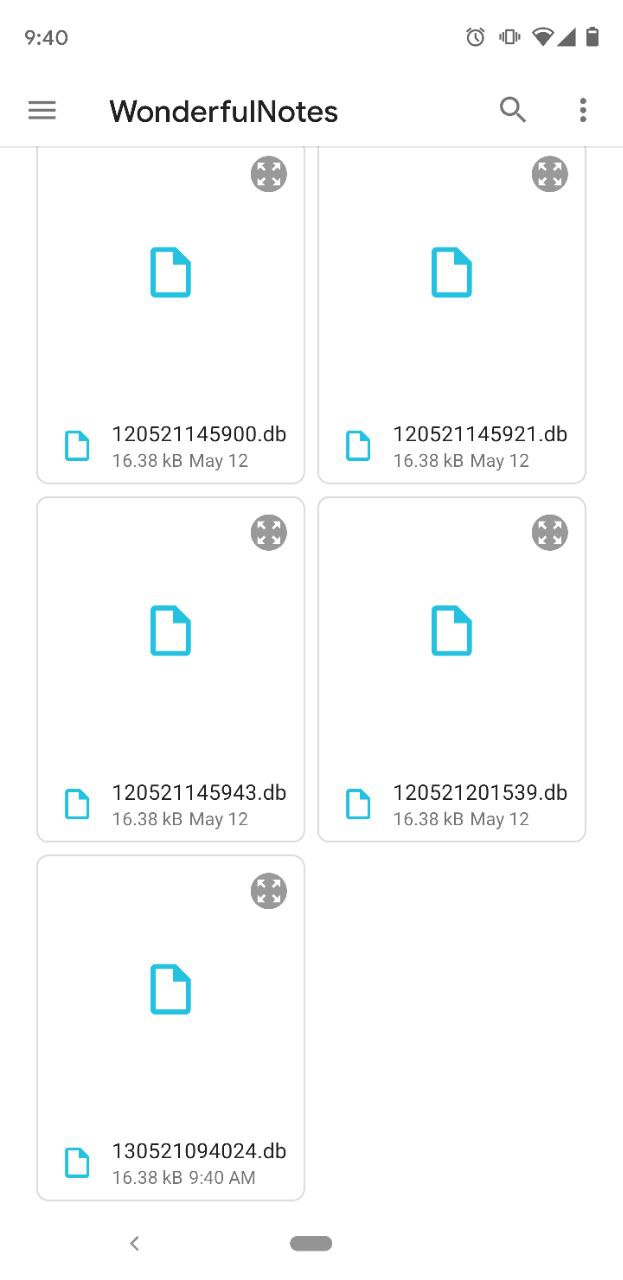 9:40
WonderfulNotes
120521145900.db
16.38 kB May 12
120521145921.db
16.38 kB May 12
120521145943.db
16.38 kB May 12
120521201539.db
16.38 kB May 12
130521094024.db
16.38 kB 9:40 AM